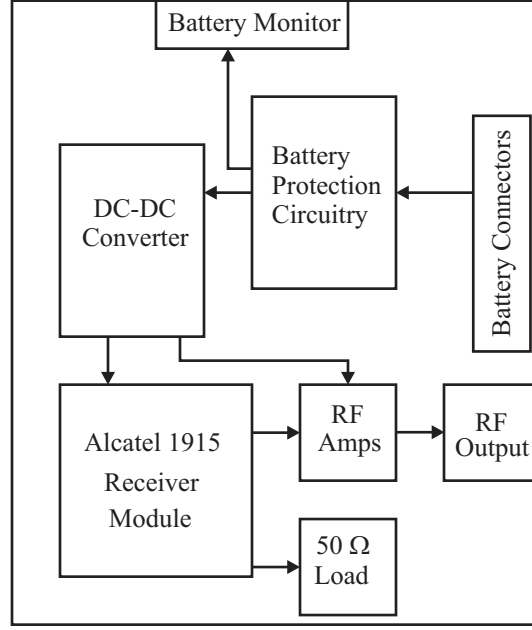 Battery Monitor
Battery
Protection
Circuitry
Battery Connectors
DC-DC
Converter
Alcatel 1915
Receiver
Module
RF
Amps
RF
Output
50 Ω
Load